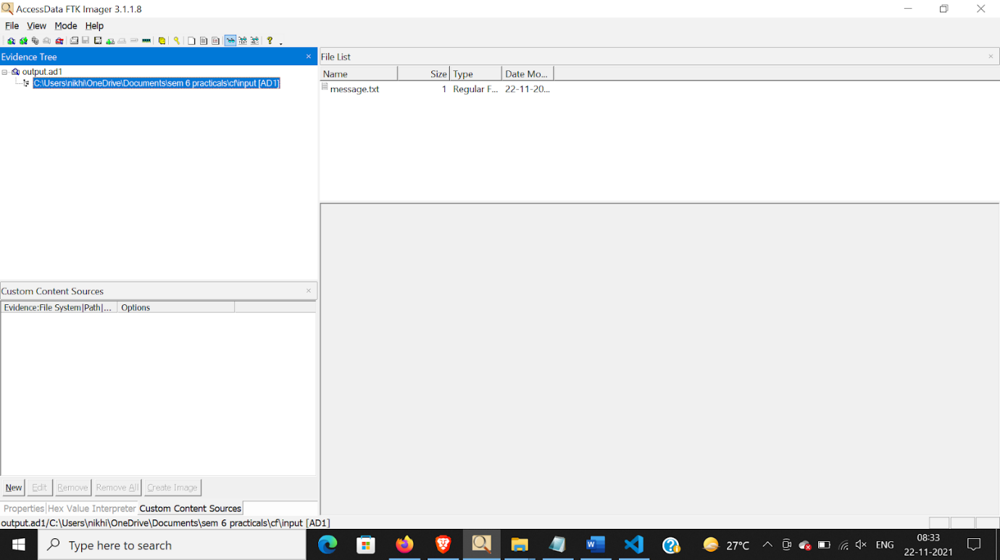 AccessData FTK Imager 3.1.1.8
File View Mode Help
Evidence Tree
output.ad1
C:\Users\nikhi\OneDrive\Documents\sem 6 practicals\cf\input [AD1]
File List
Name Size Type Date Mo...
message.txt 1 Regular F... 22-11-20...
Custom Content Sources
Evidence:File System|Path|... Options
New Edit Remove Remove All Create Image
Properties Hex Value Interpreter Custom Content Sources
output.ad1/C:\Users\nikhi\OneDrive\Documents\sem 6 practicals\cf\input [AD1]
Type here to search
27°C
ENG
08:33
22-11-2021